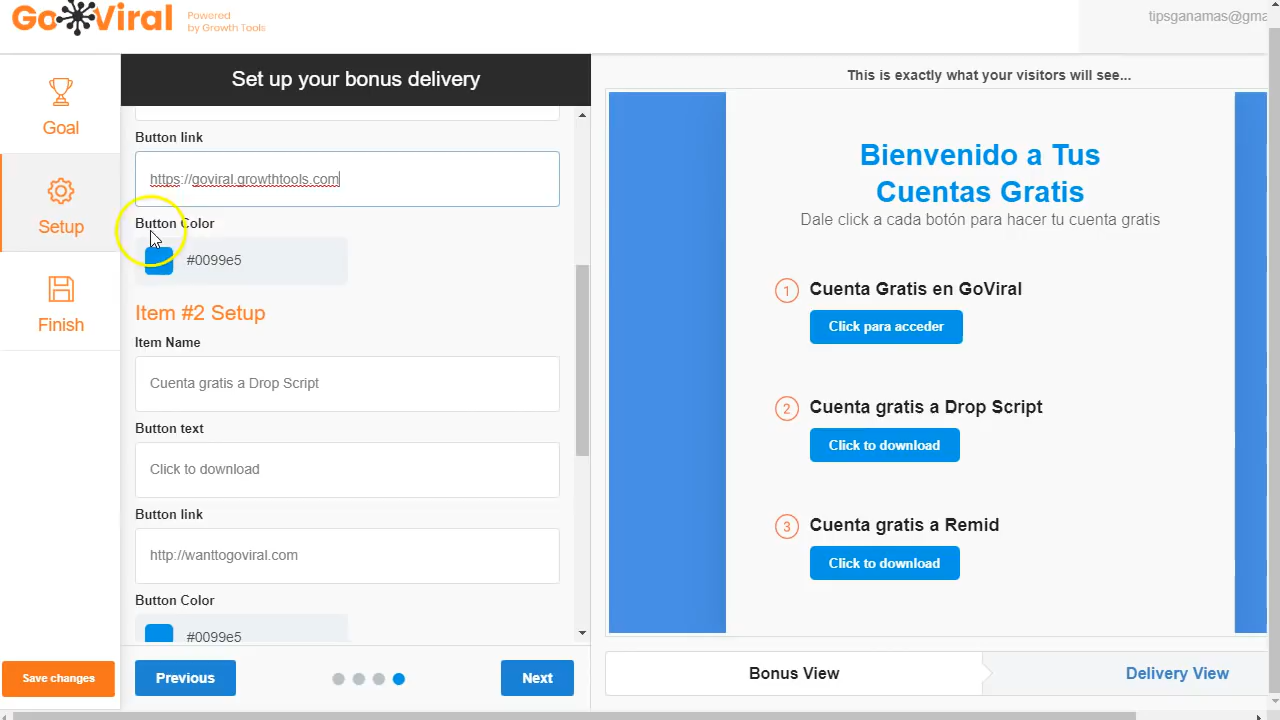 Go Viral
Powered
by Growth Tools
tipsganamas@gma
Goal
Setup
Finish
Save changes
Set up your bonus delivery
Button link
https://goviral.growthtools.com
Button Color
#0099e5
Item #2 Setup
Item Name
Cuenta gratis a Drop Script
Button text
Click to download
Button link
http://wanttogoviral.com
Button Color
#0099e5
Previous
Next
This is exactly what your visitors will see...
Bienvenido a Tus
Cuentas Gratis
Dale click a cada botón para hacer tu cuenta gratis
1 Cuenta Gratis en GoViral
Click para acceder
2 Cuenta gratis a Drop Script
Click to download
3 Cuenta gratis a Remid
Click to download
Bonus View
Delivery View